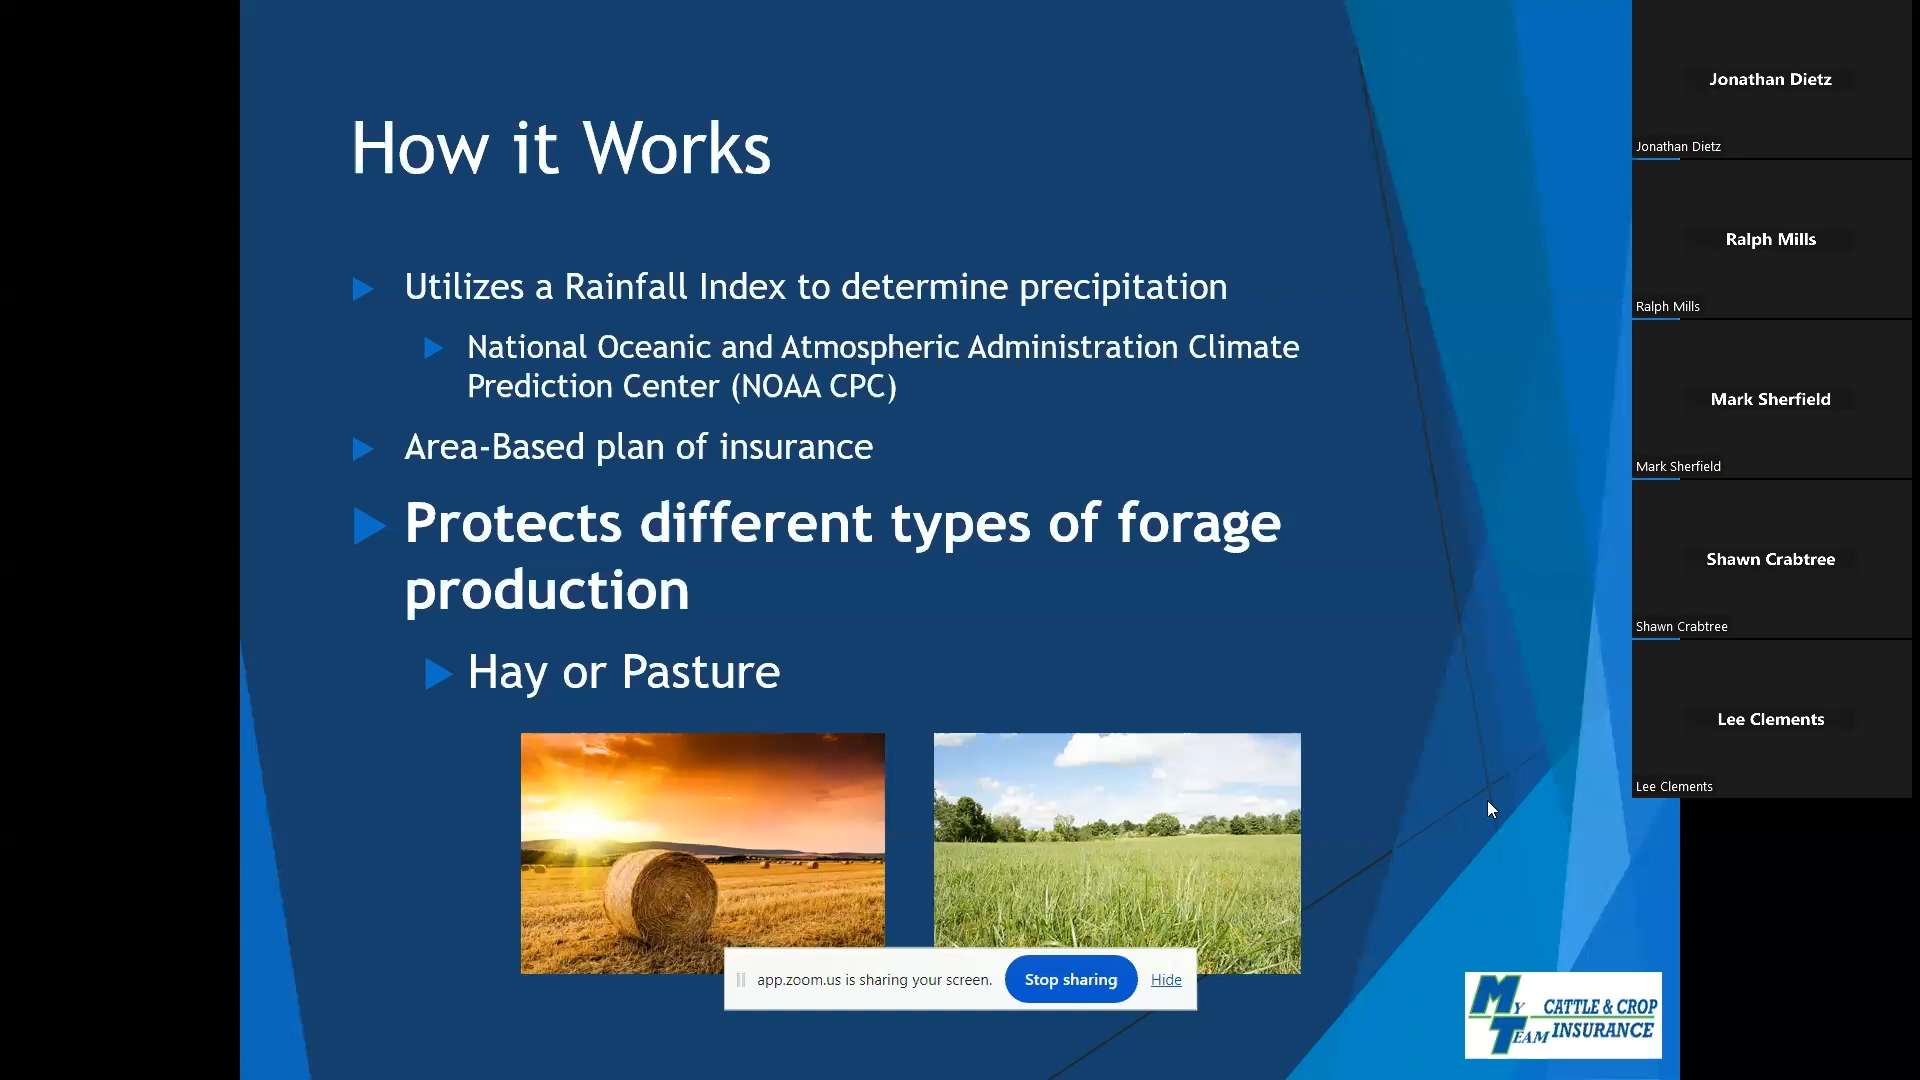 How it Works
Utilizes a Rainfall Index to determine precipitation
National Oceanic and Atmospheric Administration Climate
Prediction Center (NOAA CPC)
Area-Based plan of insurance
Protects different types of forage
production
Hay or Pasture
app.zoom.us is sharing your screen. Stop sharing Hide
MY CATTLE & CROP
TEAM INSURANCE
Jonathan Dietz
Jonathan Dietz
Ralph Mills
Ralph Mills
Mark Sherfield
Mark Sherfield
Shawn Crabtree
Shawn Crabtree
Lee Clements
Lee Clements